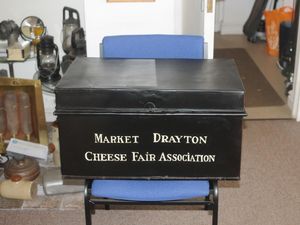 MARKET DRAYTON
CHEESE FAIR ASSOCIATION